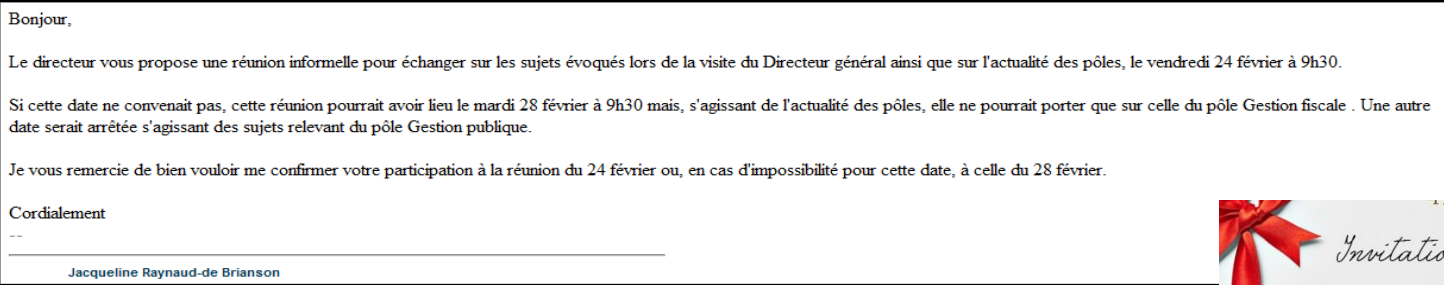 Bonjour,
Le directeur vous propose une réunion informelle pour échanger sur les sujets évoqués lors de la visite du Directeur général ainsi que sur l'actualité des pôles, le vendredi 24 février à 9h30.
Si cette date ne convenait pas, cette réunion pourrait avoir lieu le mardi 28 février à 9h30 mais, s'agissant de l'actualité des pôles, elle ne pourrait porter que sur celle du pôle Gestion fiscale . Une autre
date serait arrêtée s'agissant des sujets relevant du pôle Gestion publique.
Je vous remercie de bien vouloir me confirmer votre participation à la réunion du 24 février ou, en cas d'impossibilité pour cette date, à celle du 28 février.
Cordialement
--
Jacqueline Raynaud-de Brianson
Invitatio